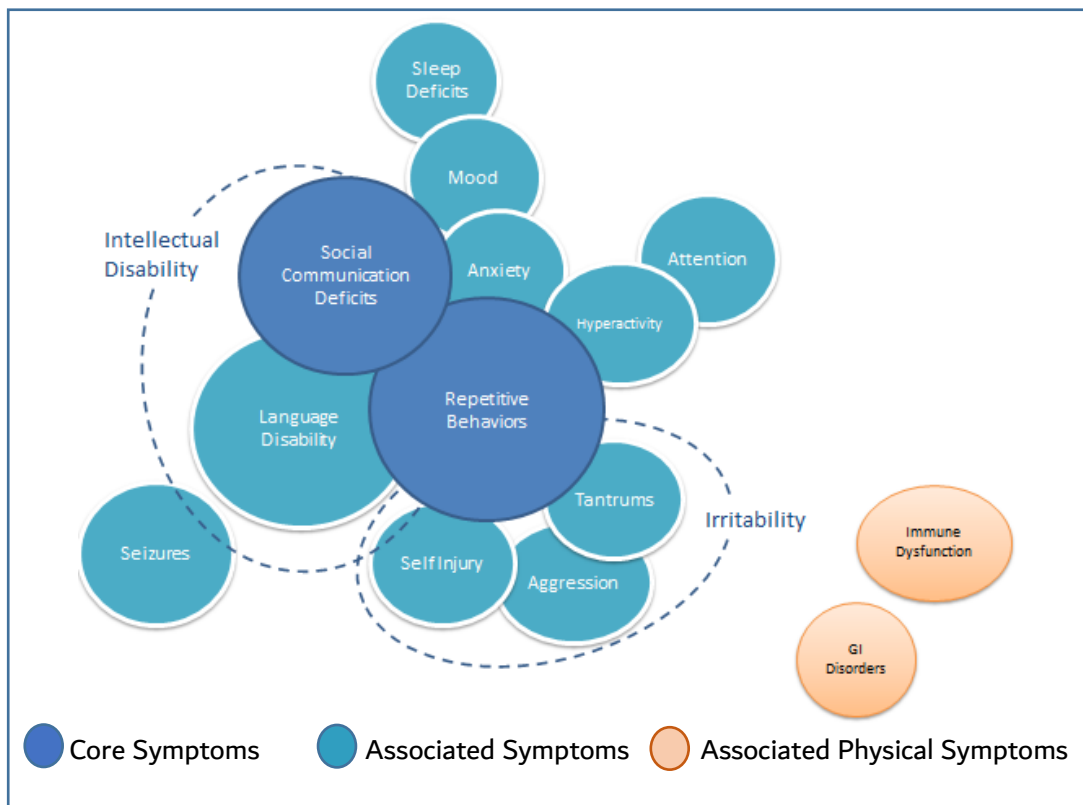 Sleep
Deficits
Mood
Intellectual
Disability
Social
Communication
Deficits
Anxiety
Attention
Hyperactivity
Repetitive
Behaviors
Language
Disability
Tantrums
Irritability
Seizures
Self Injury
Aggression
Immune
Dysfunction
GI
Disorders
Core Symptoms
Associated Symptoms
Associated Physical Symptoms